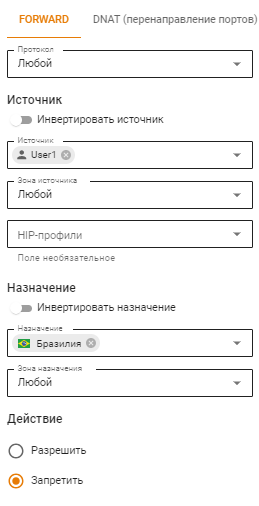 FORWARD
DNAT (перенаправление портов)
Протокол
Любой
Источник
Инвертировать источник
Источник
User1
Зона источника
Любой
HIP-профили
Поле необязательное
Назначение
Инвертировать назначение
Назначение
Бразилия
Зона назначения
Любой
Действие
Разрешить
Запретить